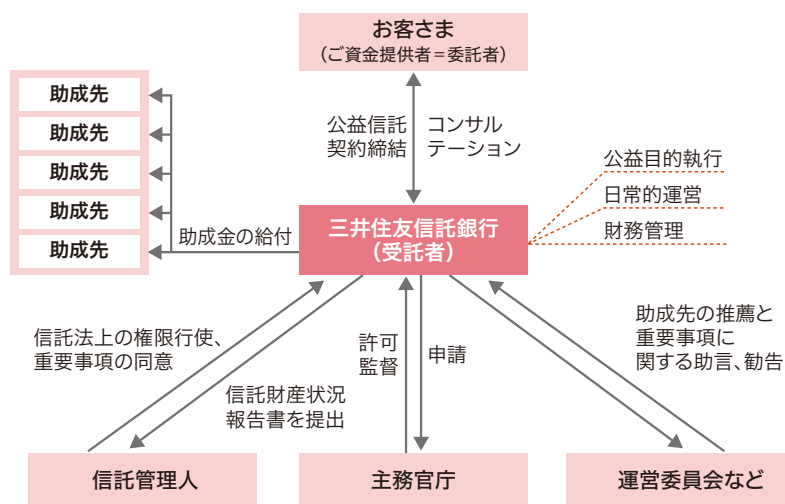 お客さま
（ご資金提供者＝委託者）
助成先
助成先
助成先
助成先
助成先
公益信託
契約締結
コンサル
テーション
公益目的執行
日常的運営
財務管理
助成金の給付
三井住友信託銀行
（受託者）
信託法上の権限行使、
重要事項の同意
信託財産状況
報告書を提出
許可
監督
申請
助成先の推薦と
重要事項に
関する助言、勧告
信託管理人
主務官庁
運営委員会など